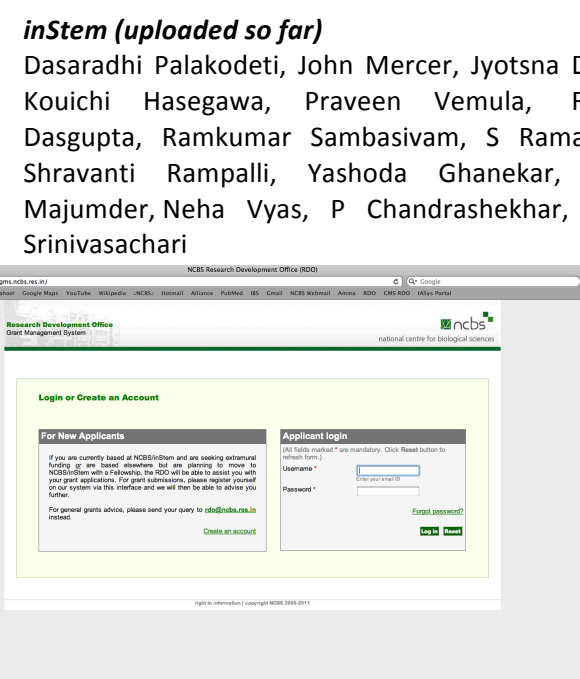 inStem (uploaded so far)
Dasaradhi Palakodeti, John Mercer, Jyotsna
Kouichi Hasegawa, Praveen Vemula,
Dasgupta, Ramkumar Sambasivam, S
Shravanti Rampalli, Yashoda Ghanekar,
Majumder, Neha Vyas, P Chandrashekhar,
Srinivasachari
NCBS Research Development Office (RDO)
gms.ncbs.res.in/
Google
Google Maps YouTube Wikipedia Hotmail Alliance PubMed IBS Gmail NCBS Webmail Amma RDO GMS RDO IASys Portal
Research Development Office
Grant Management System
ncbs
national centre for biological sciences
Login or Create an Account
For New Applicants
If you are currently based at NCBS/inStem and are seeking extramural
funding or are based elsewhere but are planning to move to
NCBS/inStem with a Fellowship, the RDO will be able to assist you with
your grant applications. For grant submissions, please register yourself
on our system via this interface and we will then be able to advise you
further.
For general grants advice, please send your query to rdo@ncbs.res.in
instead.
Create an account
Applicant login
(All fields marked * are mandatory. Click Reset button to
refresh form.)
Username *
Enter your email ID
Password *
Forgot password?
Log in Reset
right to information | copyright NCBS 2009-2011